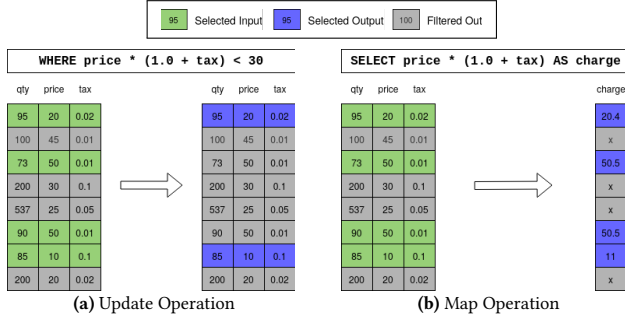 95 Selected Input 95 Selected Output 100 Filtered Out
WHERE price * (1.0 + tax) < 30
qty price tax qty price tax
95 20 0.02 95 20 0.02
100 45 0.01 100 45 0.01
73 50 0.01 73 50 0.01
200 30 0.1 200 30 0.1
537 25 0.05 537 25 0.05
90 50 0.01 90 50 0.01
85 10 0.1 85 10 0.1
200 20 0.02 200 20 0.02
(a) Update Operation
SELECT price * (1.0 + tax) AS charge
qty price tax charge
95 20 0.02 20.4
100 45 0.01 x
73 50 0.01 50.5
200 30 0.1 x
537 25 0.05 x
90 50 0.01 50.5
85 10 0.1 11
200 20 0.02 x
(b) Map Operation